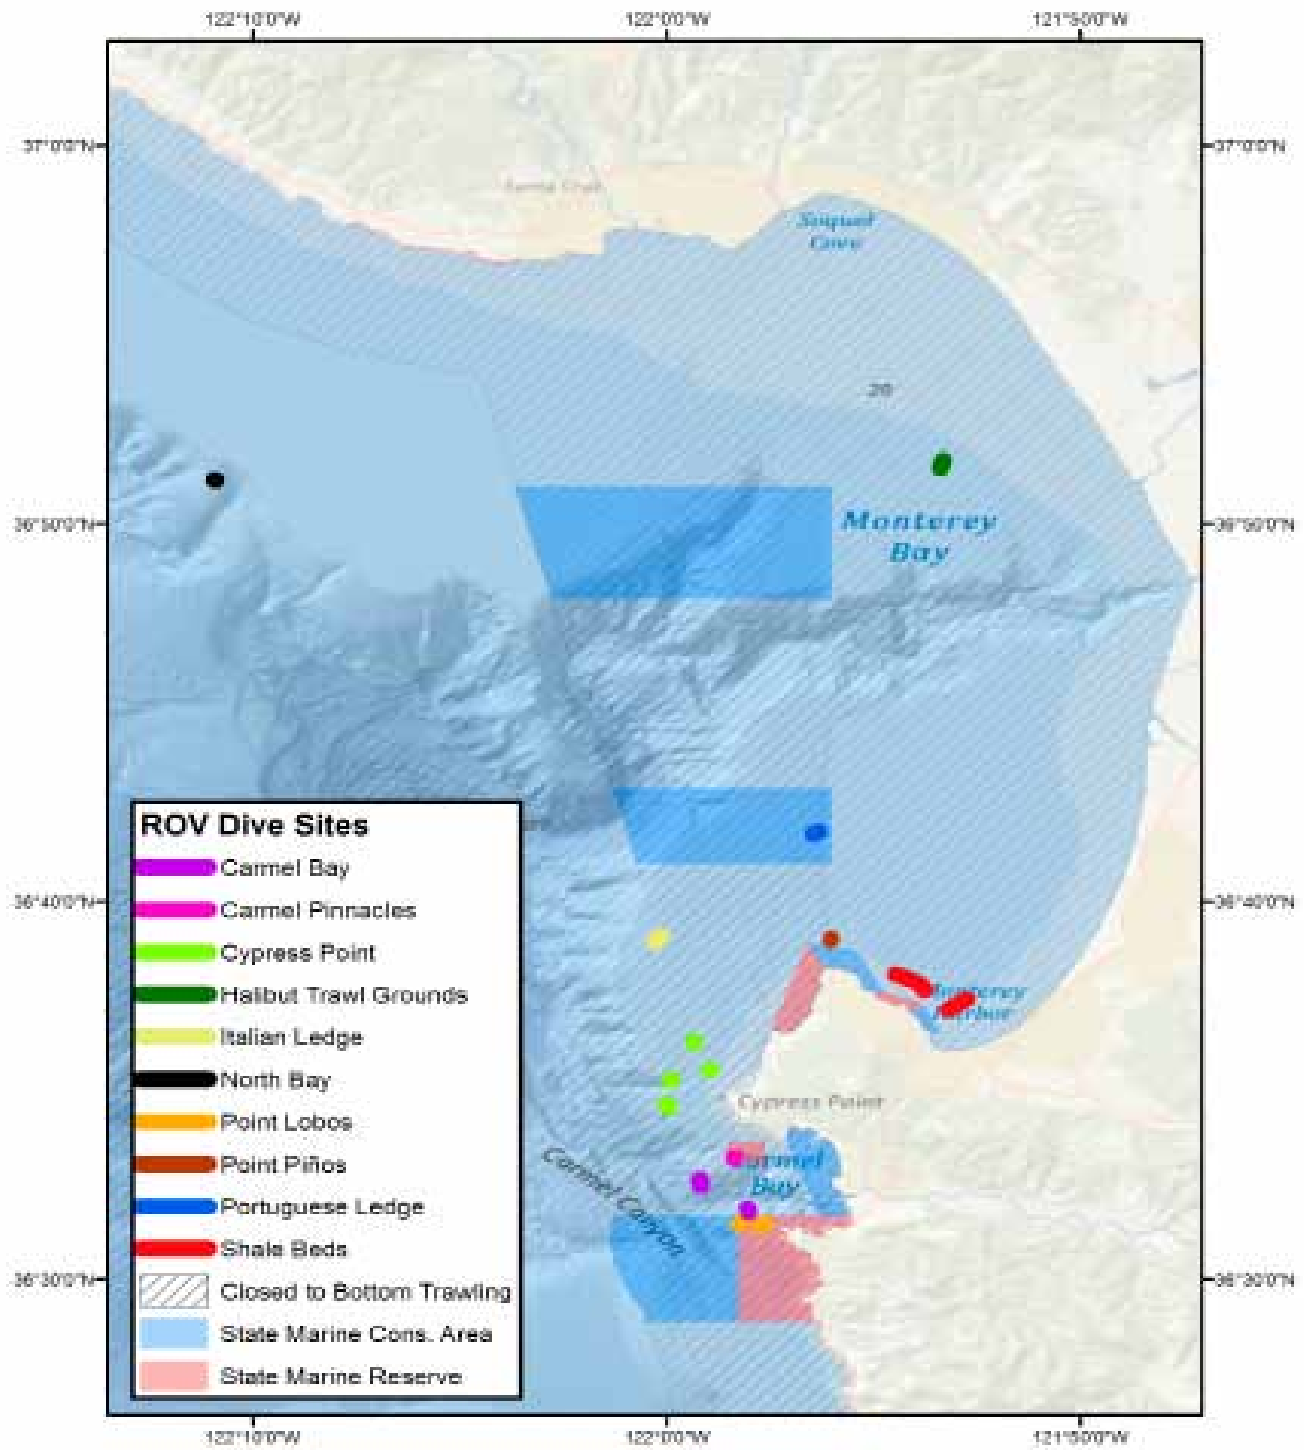 122°10'0"W 122°0'0"W 121°50'0"W
37°0'0"N 37°0'0"N
Santa Cruz
Soquel
Cove
20
36°50'0"N 36°50'0"N
Monterey
Bay
ROV Dive Sites
Carmel Bay
Carmel Pinnacles
Cypress Point
Halibut Trawl Grounds
Italian Ledge
North Bay
Point Lobos
Point Piños
Portuguese Ledge
Shale Beds
Closed to Bottom Trawling
State Marine Cons. Area
State Marine Reserve
36°40'0"N 36°40'0"N
Monterey
Harbor
Cypress Point
Carmel
Bay
Carmel Canyon
36°30'0"N 36°30'0"N
122°10'0"W 122°0'0"W 121°50'0"W